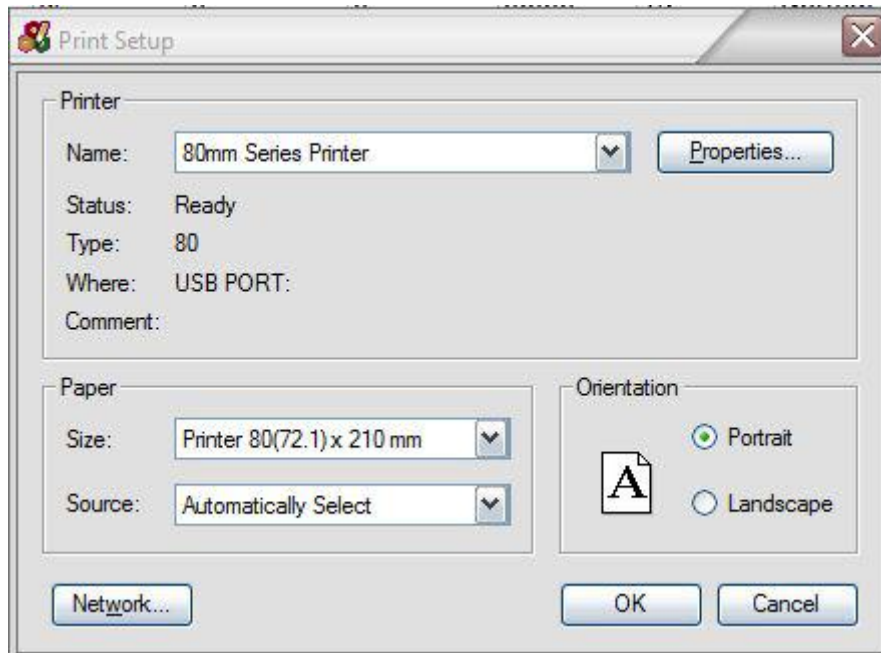 Print Setup
Printer
Name: 80mm Series Printer Properties...
Status: Ready
Type: 80
Where: USB PORT:
Comment:
Paper
Size: Printer 80(72.1) x 210 mm
Source: Automatically Select
Orientation
A
Portrait
Landscape
Network... OK Cancel